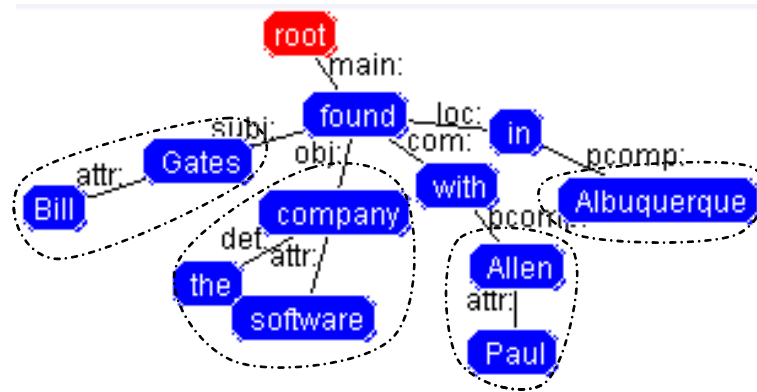 root
main:
found
subj:
obj:
com:
loc:
in
pcomp:
Gates
attr:
Bill
company
with
Albuquerque
pcomp:
def:
attr:
the
software
Allen
attr:
Paul